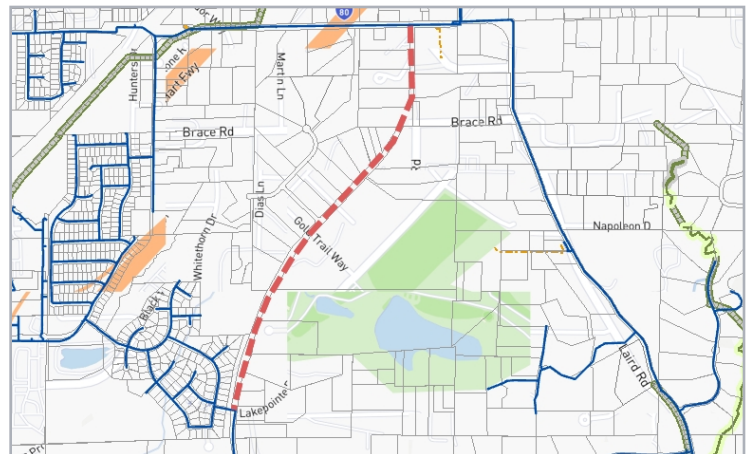 80
Hunters
Martin Ln
Brace Rd
Brace Rd
Dias Ln
Whitethorn Dr
Gold Trail Way
Napoleon D
Black
Laird Rd
Lakepointe